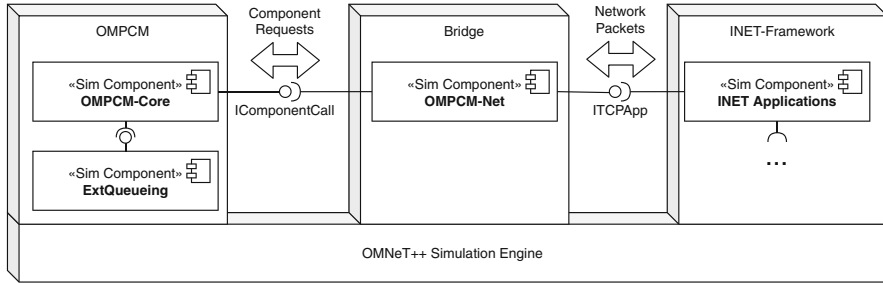 OMPCM
Component
Requests
Bridge
Network
Packets
INET-Framework
«Sim Component»
OMPCM-Core
IComponentCall
«Sim Component»
OMPCM-Net
ITCPApp
«Sim Component»
INET Applications
...
«Sim Component»
ExtQueueing
OMNeT++ Simulation Engine